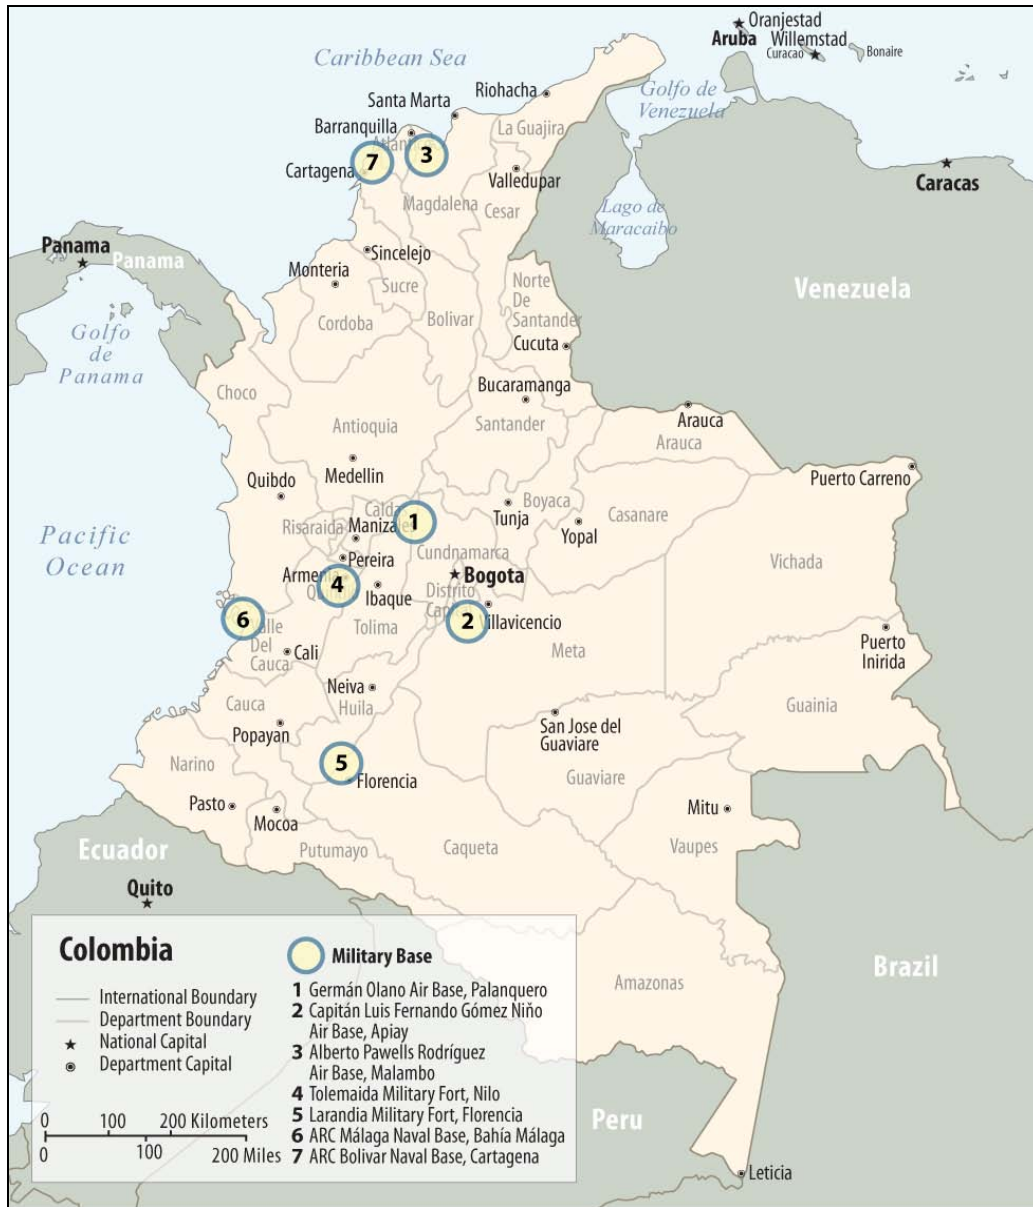 Oranjestad
Aruba
Willemstad
Curacao
Bonaire
Caribbean Sea
Riohacha
Golfo de
Venezuela
Santa Marta
La Guajira
Barranquilla
7
3
Cartagena
Valledupar
Caracas
Magdalena
Cesar
Lago de
Maracaibo
Panama
Panama
Sincelejo
Monteria
Sucre
Norte
De
Santander
Venezuela
Cordoba
Bolivar
Cucuta
Golfo
de
Panama
Choco
Bucaramanga
Antioquia
Santander
Arauca
Arauca
Medellin
Quibdo
Puerto Carreno
Boyaca
Tunja
Casanare
Yopal
1
Risaraida
Pacific
Ocean
Cundnamarca
Pereira
Vichada
Bogota
4
Ibaque
Distrito
6
2
Villavicencio
Tolima
Valle
Del
Cauca
Cali
Meta
Puerto
Inirida
Neiva
Huila
Cauca
Popayan
San Jose del
Guaviare
Guainia
Narino
5
Florencia
Guaviare
Pasto
Mocoa
Mitu
Ecuador
Putumayo
Caqueta
Vaupes
Quito
Brazil
Amazonas
Peru
Leticia
Colombia
International Boundary
Department Boundary
National Capital
Department Capital
0 100 200 Kilometers
0 100 200 Miles
Military Base
1 Germán Olano Air Base, Palanquero
2 Capitán Luis Fernando Gómez Niňo
Air Base, Apiay
3 Alberto Pawells Rodríguez
Air Base, Malambo
4 Tolemaida Military Fort, Nilo
5 Larandia Military Fort, Florencia
6 ARC Málaga Naval Base, Bahía Málaga
7 ARC Bolivar Naval Base, Cartagena